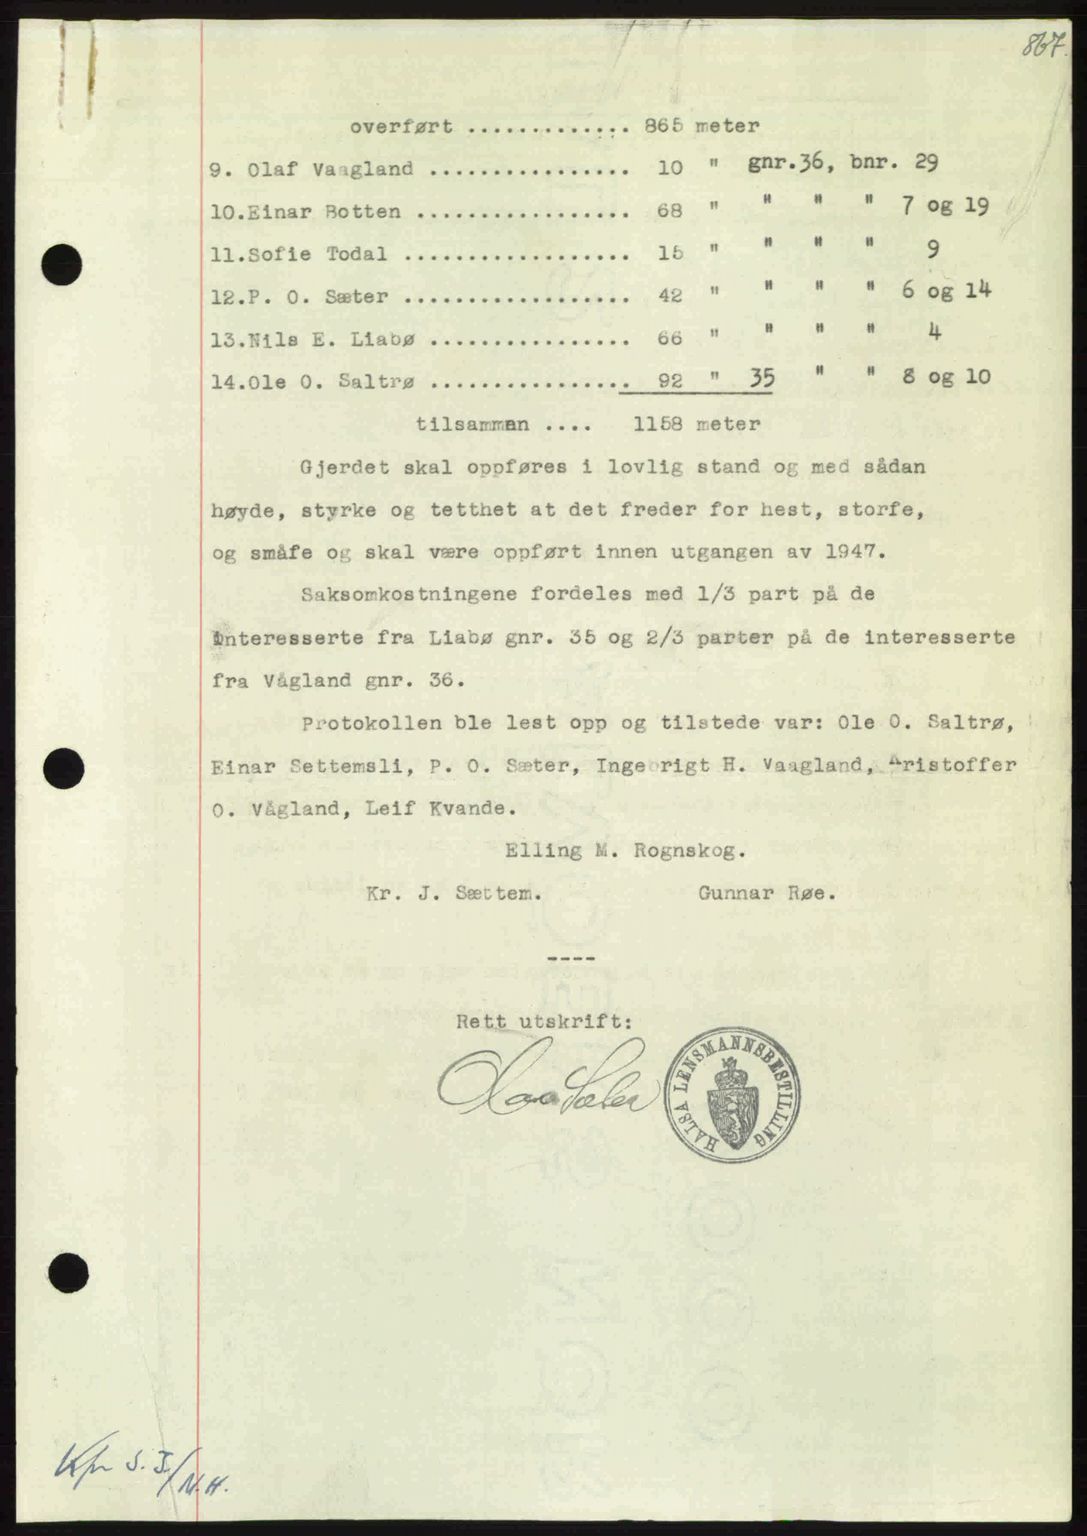 867.
overført ............. 865 meter
9. Olaf Vaagland ................ 10 " gnr.36, bnr. 29
10.Einar Botten ................. 68 " " " " 7 og 19
11.Sofie Todal .................. 15 " " " " 9
12.P. O. Sæter .................. 42 " " " " 6 og 14
13.Nils E. Liabø ................ 66 " " " " 4
14.Ole O. Saltrø ................ 92 " 35 " " 8 og 10
tilsamman .... 1158 meter
Gjerdet skal oppføres i lovlig stand og med sådan
høyde, styrke og tetthet at det freder for hest, storfe,
og småfe og skal være oppført innen utgangen av 1947.
Saksomkostningene fordeles med 1/3 part på de
interesserte fra Liabø gnr. 35 og 2/3 parter på de interesserte
fra Vågland gnr. 36.
Protokollen ble lest opp og tilstede var: Ole O. Saltrø,
Einar Settemsli, P. O. Sæter, Ingebrigt H. Vaagland, Aristoffer
O. Vågland, Leif Kvande.
Elling M. Rognskog.
Kr. J. Sættem. Gunnar Røe.
----
Rett utskrift:
HALSA LENSMANNSBESTILLING
N.H.